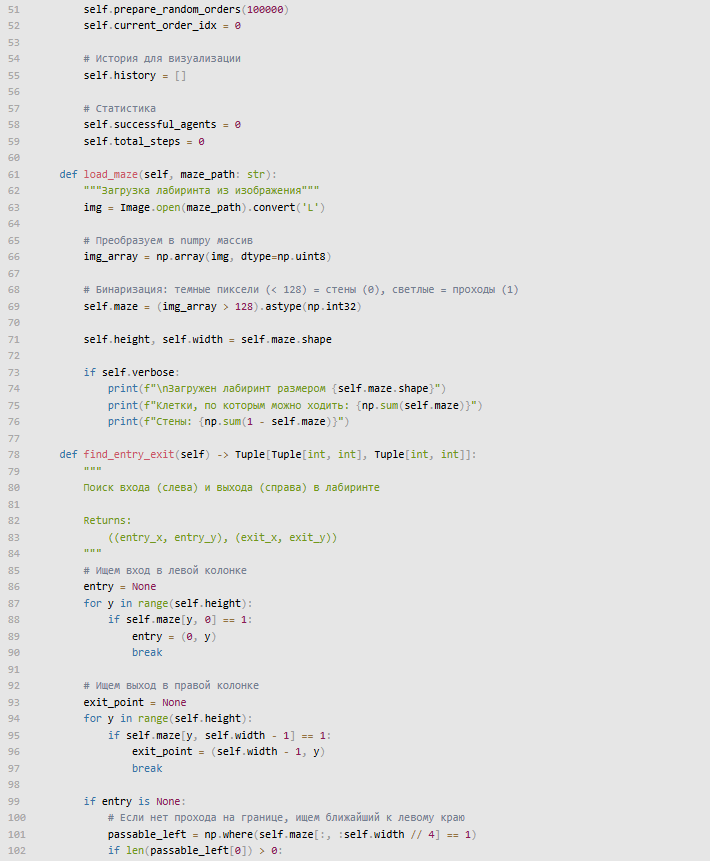 51 self.prepare_random_orders(100000)
52 self.current_order_idx = 0
53
54 # История для визуализации
55 self.history = []
56
57 # Статистика
58 self.successful_agents = 0
59 self.total_steps = 0
60
61 def load_maze(self, maze_path: str):
62 """Загрузка лабиринта из изображения"""
63 img = Image.open(maze_path).convert('L')
64
65 # Преобразуем в numpy массив
66 img_array = np.array(img, dtype=np.uint8)
67
68 # Бинаризация: темные пиксели (< 128) = стены (0), светлые = проходы (1)
69 self.maze = (img_array > 128).astype(np.int32)
70
71 self.height, self.width = self.maze.shape
72
73 if self.verbose:
74 print(f"\nЗагружен лабиринт размером {self.maze.shape}")
75 print(f"Клетки, по которым можно ходить: {np.sum(self.maze)}")
76 print(f"Стены: {np.sum(1 - self.maze)}")
77
78 def find_entry_exit(self) -> Tuple[Tuple[int, int], Tuple[int, int]]:
79 """
80 Поиск входа (слева) и выхода (справа) в лабиринте
81
82 Returns:
83 ((entry_x, entry_y), (exit_x, exit_y))
84 """
85 # Ищем вход в левой колонке
86 entry = None
87 for y in range(self.height):
88 if self.maze[y, 0] == 1:
89 entry = (0, y)
90 break
91
92 # Ищем выход в правой колонке
93 exit_point = None
94 for y in range(self.height):
95 if self.maze[y, self.width - 1] == 1:
96 exit_point = (self.width - 1, y)
97 break
98
99 if entry is None:
100 # Если нет прохода на границе, ищем ближайший к левому краю
101 passable_left = np.where(self.maze[:, :self.width // 4] == 1)
102 if len(passable_left[0]) > 0: